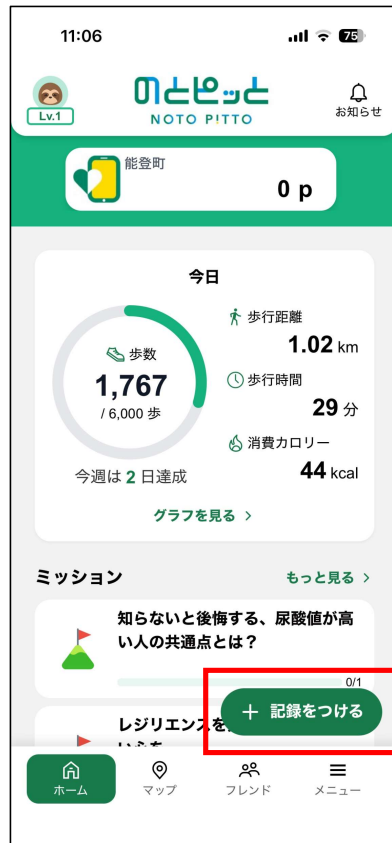 11:06
75
のとピッと
NOTO P!TTO
Lv.1
お知らせ
能登町
0 p
今日
歩数
1,767
/ 6,000 歩
今週は 2 日達成
歩行距離
1.02 km
歩行時間
29 分
消費カロリー
44 kcal
グラフを見る
ミッション
もっと見る
知らないと後悔する、尿酸値が高
い人の共通点とは？
0/1
レジリエンスを
+ 記録をつける
ホーム
マップ
フレンド
メニュー